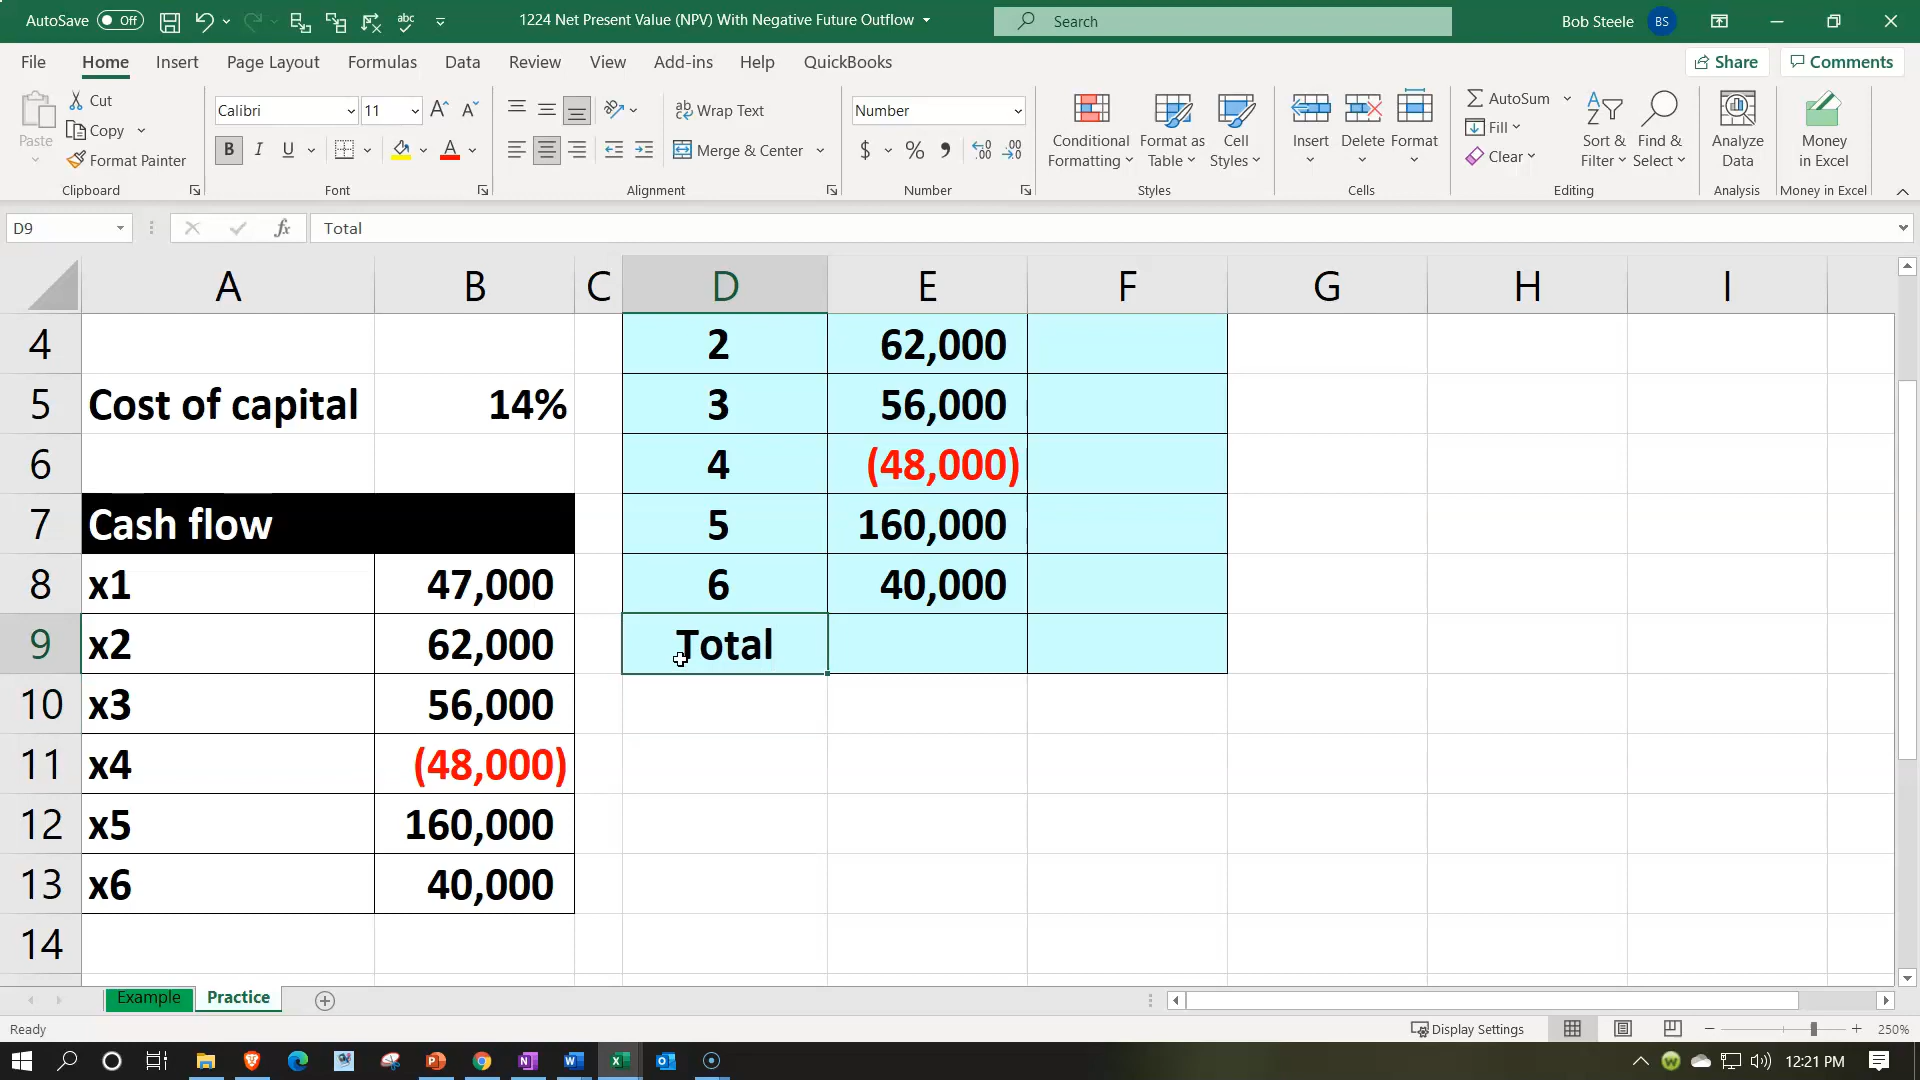 AutoSave Off
1224 Net Present Value (NPV) With Negative Future Outflow
Search
Bob Steele BS
File Home Insert Page Layout Formulas Data Review View Add-ins Help QuickBooks
Share Comments
Paste
Cut
Copy
Format Painter
Clipboard
Calibri 11
B I U
Font
Wrap Text
Merge & Center
Alignment
Number
$ % 9
Number
Conditional Formatting
Format as Table
Cell Styles
Styles
Insert Delete Format
Cells
AutoSum
Fill
Clear
Sort & Filter
Find & Select
Editing
Analyze Data
Analysis
Money in Excel
Money in Excel
D9 fx Total
A B C D E F G H I
4 2 62,000
5 Cost of capital 14% 3 56,000
6 4 (48,000)
7 Cash flow 5 160,000
8 x1 47,000 6 40,000
9 x2 62,000 Total
10 x3 56,000
11 x4 (48,000)
12 x5 160,000
13 x6 40,000
14
Example Practice
Ready Display Settings 250%
12:21 PM